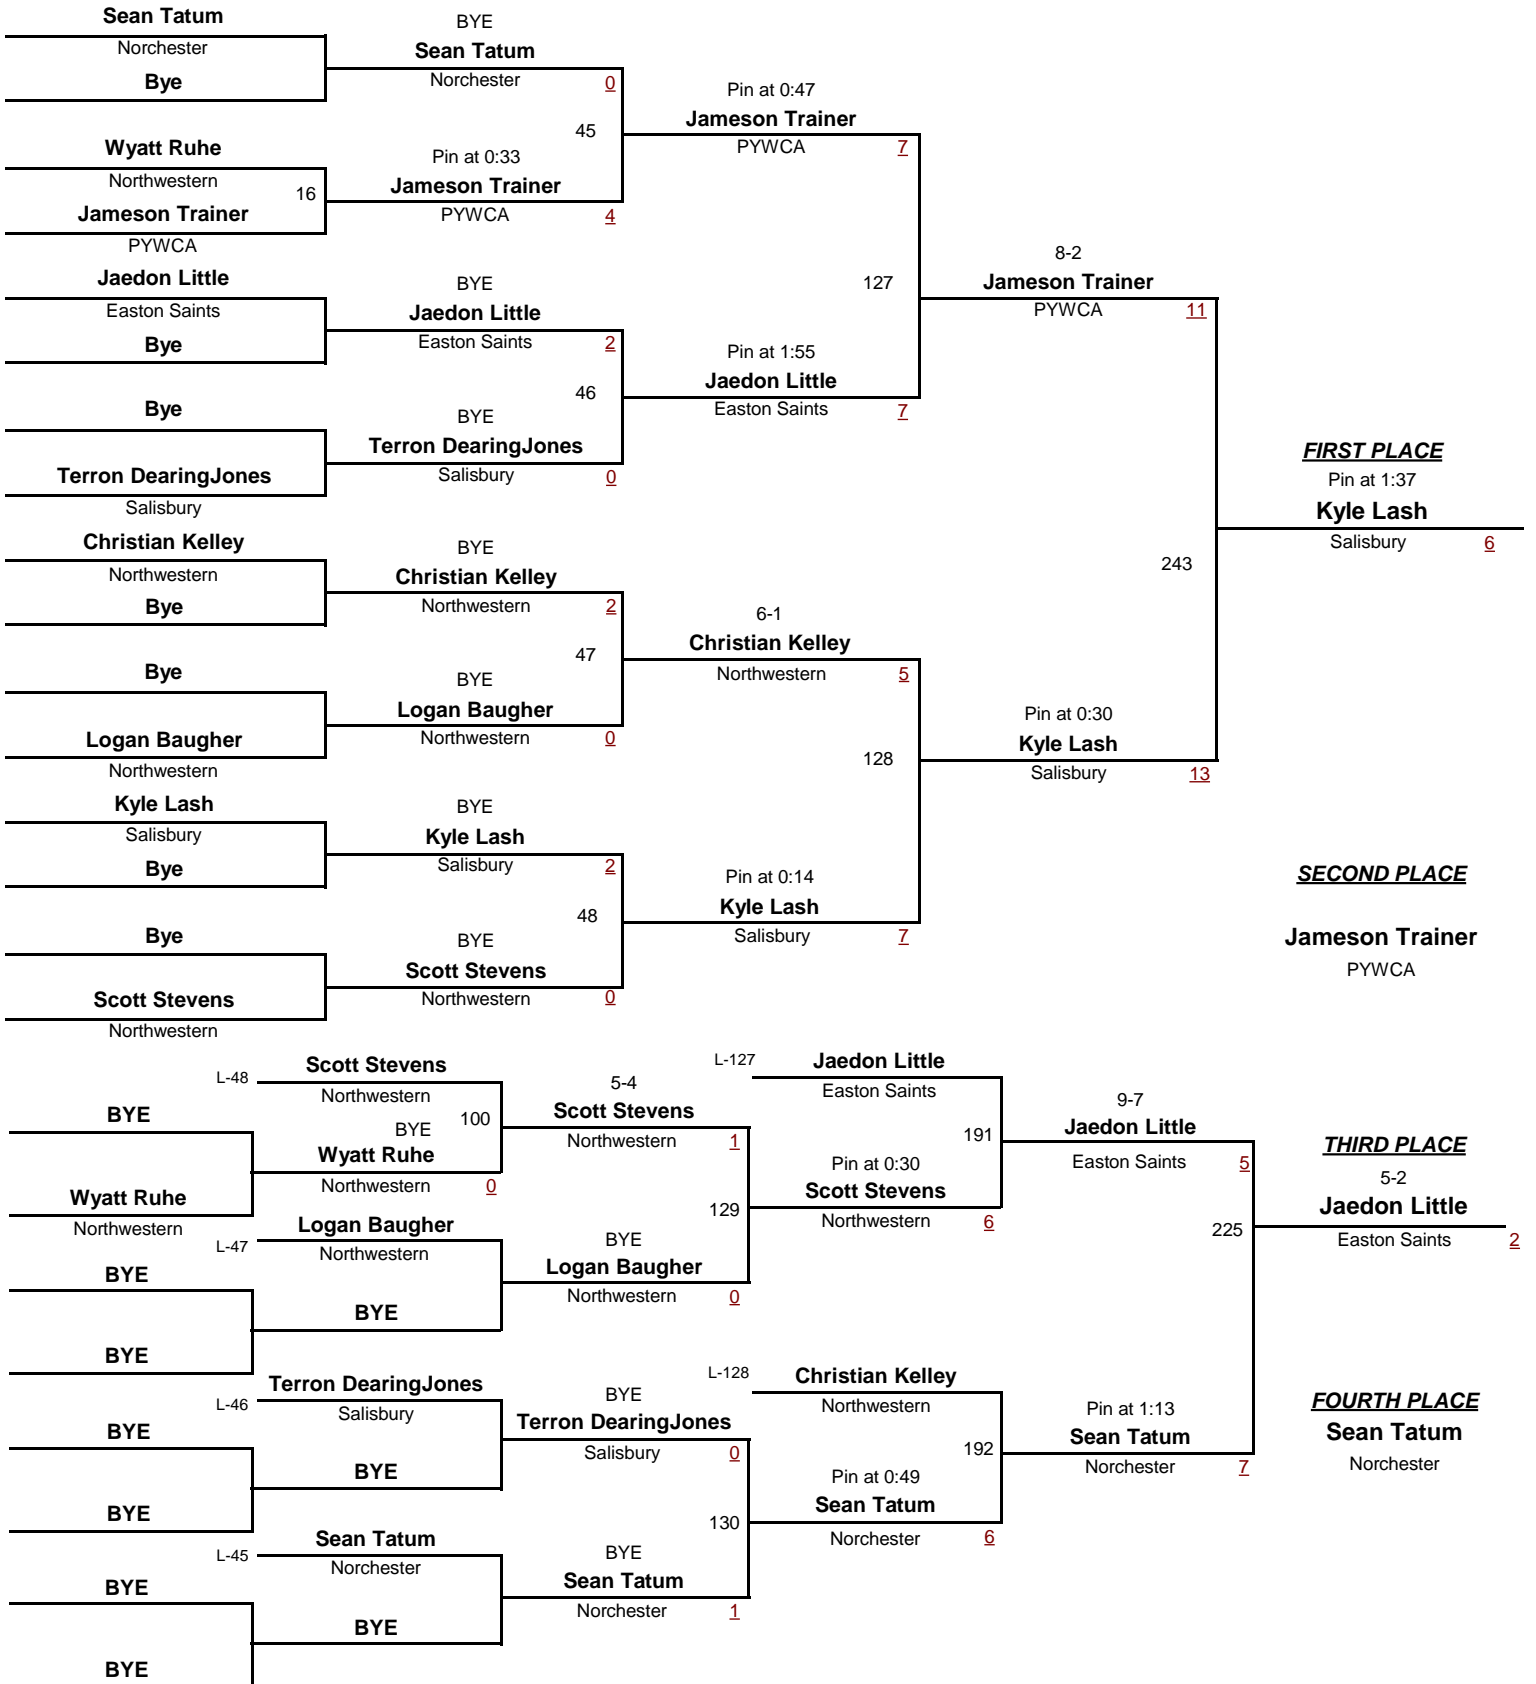 Sean Tatum
Norchester
Bye
Wyatt Ruhe
Northwestern
16
Jameson Trainer
PYWCA
Jaedon Little
Easton Saints
Bye
Bye
Terron DearingJones
Salisbury
Christian Kelley
Northwestern
Bye
Bye
Logan Baugher
Northwestern
Kyle Lash
Salisbury
Bye
Bye
Scott Stevens
Northwestern
BYE
Sean Tatum
Norchester 0
45
Pin at 0:33
Jameson Trainer
PYWCA 4
BYE
Jaedon Little
Easton Saints 2
46
BYE
Terron DearingJones
Salisbury 0
BYE
Christian Kelley
Northwestern 2
47
BYE
Logan Baugher
Northwestern 0
BYE
Kyle Lash
Salisbury 2
48
BYE
Scott Stevens
Northwestern 0
Pin at 0:47
Jameson Trainer
PYWCA 7
127
Pin at 1:55
Jaedon Little
Easton Saints 7
6-1
Christian Kelley
Northwestern 5
128
Pin at 0:14
Kyle Lash
Salisbury 7
8-2
Jameson Trainer
PYWCA 11
243
Pin at 0:30
Kyle Lash
Salisbury 13
FIRST PLACE
Pin at 1:37
Kyle Lash
Salisbury 6
SECOND PLACE
Jameson Trainer
PYWCA
BYE
Wyatt Ruhe
Northwestern
BYE
BYE
BYE
BYE
BYE
BYE
L-48
Scott Stevens
Northwestern
100
BYE
Wyatt Ruhe
Northwestern 0
L-47
Logan Baugher
Northwestern
BYE
L-46
Terron DearingJones
Salisbury
BYE
L-45
Sean Tatum
Norchester
BYE
5-4
Scott Stevens
Northwestern 1
129
BYE
Logan Baugher
Northwestern 0
BYE
Terron DearingJones
Salisbury 0
130
BYE
Sean Tatum
Norchester 1
L-127
Jaedon Little
Easton Saints
191
Pin at 0:30
Scott Stevens
Northwestern 6
L-128
Christian Kelley
Northwestern
192
Pin at 0:49
Sean Tatum
Norchester 6
9-7
Jaedon Little
Easton Saints 5
225
Pin at 1:13
Sean Tatum
Norchester 7
THIRD PLACE
5-2
Jaedon Little
Easton Saints 2
FOURTH PLACE
Sean Tatum
Norchester